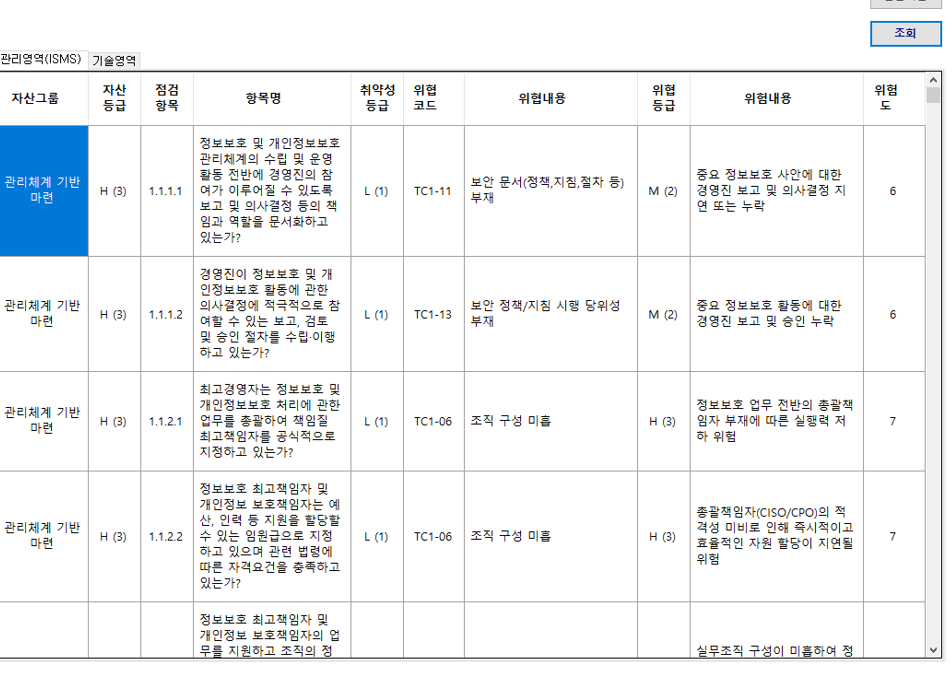 조회
관리영역(ISMS) 기술영역
자산그룹 자산 등급 점검 항목 항목명 취약성 등급 위협 코드 위협내용 위협 등급 위험내용 위험 도
관리체계 기반
마련
H (3)
1.1.1.1
정보보호 및 개인정보보호
관리체계의 수립 및 운영
활동 전반에 경영진의 참
여가 이루어질 수 있도록
보고 및 의사결정 등의 책
임과 역할을 문서화하고
있는가?
L (1)
TC1-11
보안 문서(정책,지침,절차 등)
부재
M (2)
중요 정보보호 사안에 대한
경영진 보고 및 의사결정 지
연 또는 누락
6
관리체계 기반
마련
H (3)
1.1.1.2
경영진이 정보보호 및 개
인정보보호 활동에 관한
의사결정에 적극적으로 참
여할 수 있는 보고, 검토
및 승인 절차를 수립·이행
하고 있는가?
L (1)
TC1-13
보안 정책/지침 시행 당위성
부재
M (2)
중요 정보보호 활동에 대한
경영진 보고 및 승인 누락
6
관리체계 기반
마련
H (3)
1.1.2.1
최고경영자는 정보보호 및
개인정보보호 처리에 관한
업무를 총괄하여 책임질
최고책임자를 공식적으로
지정하고 있는가?
L (1)
TC1-06
조직 구성 미흡
H (3)
정보보호 업무 전반의 총괄책
임자 부재에 따른 실행력 저
하 위험
7
관리체계 기반
마련
H (3)
1.1.2.2
정보보호 최고책임자 및
개인정보 보호책임자는 예
산, 인력 등 지원을 할당할
수 있는 임원급으로 지정
하고 있으며 관련 법령에
따른 자격요건을 충족하고
있는가?
L (1)
TC1-06
조직 구성 미흡
H (3)
총괄책임자(CISO/CPO)의 적
격성 미비로 인해 즉시적이고
효율적인 자원 할당이 지연될
위험
7
정보보호 최고책임자 및
개인정보 보호책임자의 업
무를 지원하고 조직의 정
실무조직 구성이 미흡하여 정